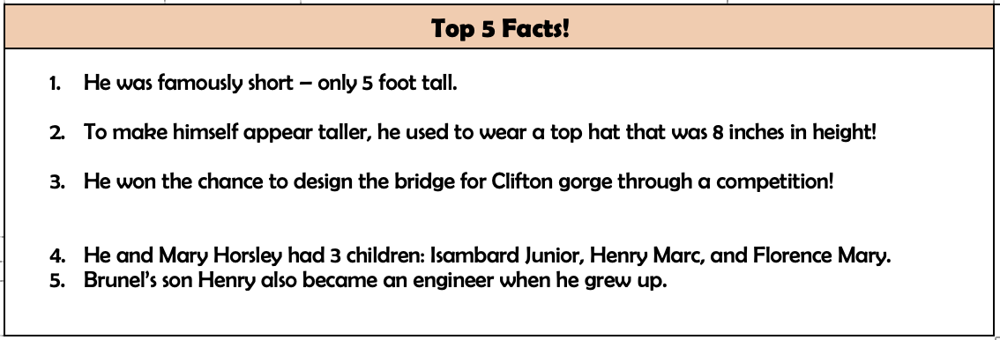 Top 5 Facts!
1. He was famously short – only 5 foot tall.
2. To make himself appear taller, he used to wear a top hat that was 8 inches in height!
3. He won the chance to design the bridge for Clifton gorge through a competition!
4. He and Mary Horsley had 3 children: Isambard Junior, Henry Marc, and Florence Mary.
5. Brunel’s son Henry also became an engineer when he grew up.